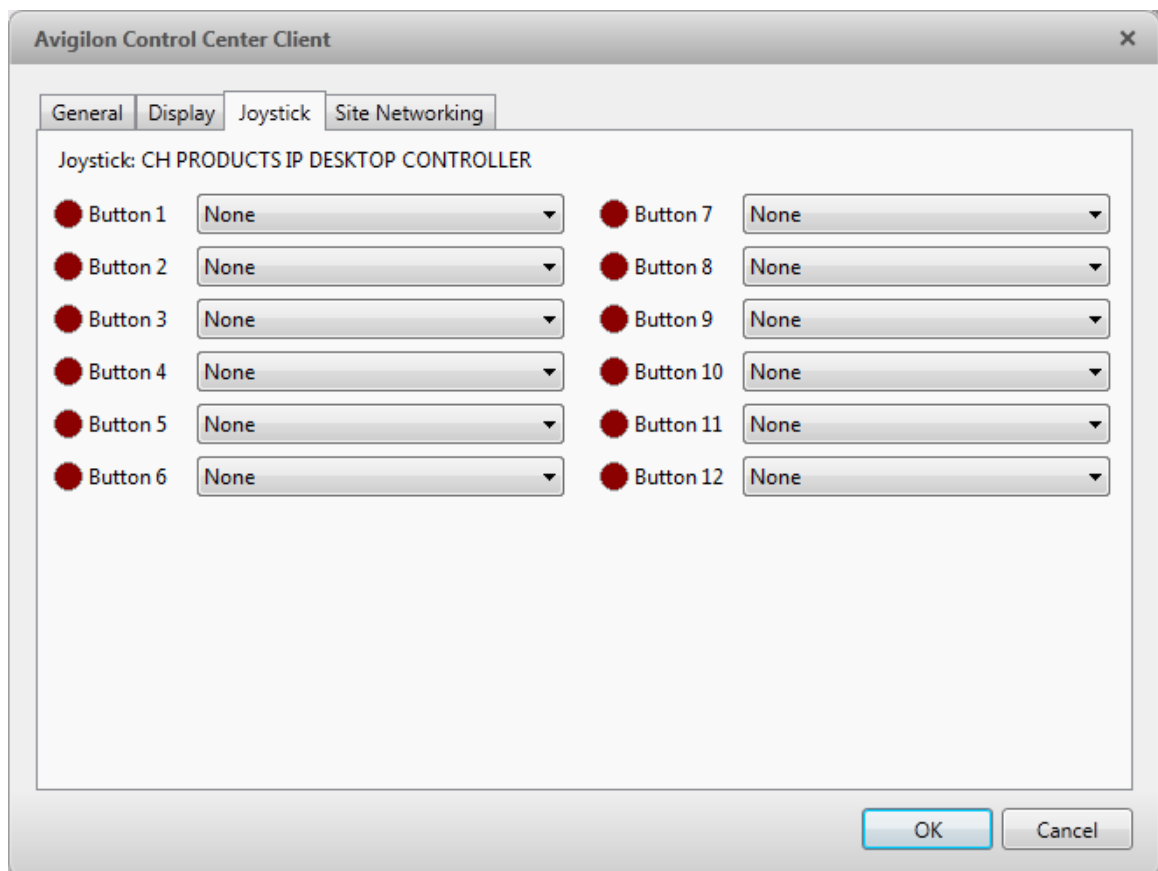 Avigilon Control Center Client
General Display Joystick Site Networking
Joystick: CH PRODUCTS IP DESKTOP CONTROLLER
Button 1 None Button 7 None
Button 2 None Button 8 None
Button 3 None Button 9 None
Button 4 None Button 10 None
Button 5 None Button 11 None
Button 6 None Button 12 None
OK Cancel